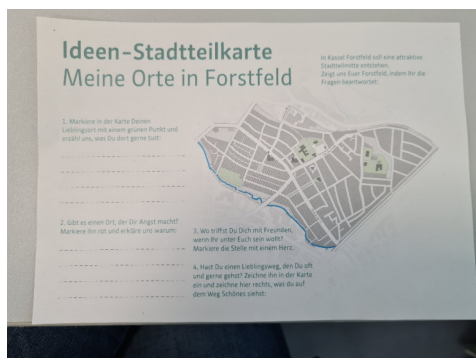 Ideen-Stadtteilkarte
Meine Orte in Forstfeld
In Kassel Forstfeld soll eine attraktive
Stadtteilmitte entstehen.
Zeigt uns Euer Forstfeld, indem Ihr die
Fragen beantwortet:
1. Markiere in der Karte Deinen
Lieblingsort mit einem grünen Punkt und
erzähl uns, was Du dort gerne tust:
2. Gibt es einen Ort, der Dir Angst macht?
Markiere ihn rot und erkläre uns warum:
3. Wo triffst Du Dich mit Freunden,
wenn Ihr unter Euch sein wollt?
Markiere die Stelle mit einem Herz.
4. Hast Du einen Lieblingsweg, den Du oft
und gerne gehst? Zeichne ihn in der Karte
ein und zeichne hier rechts, was du auf
dem Weg Schönes siehst: